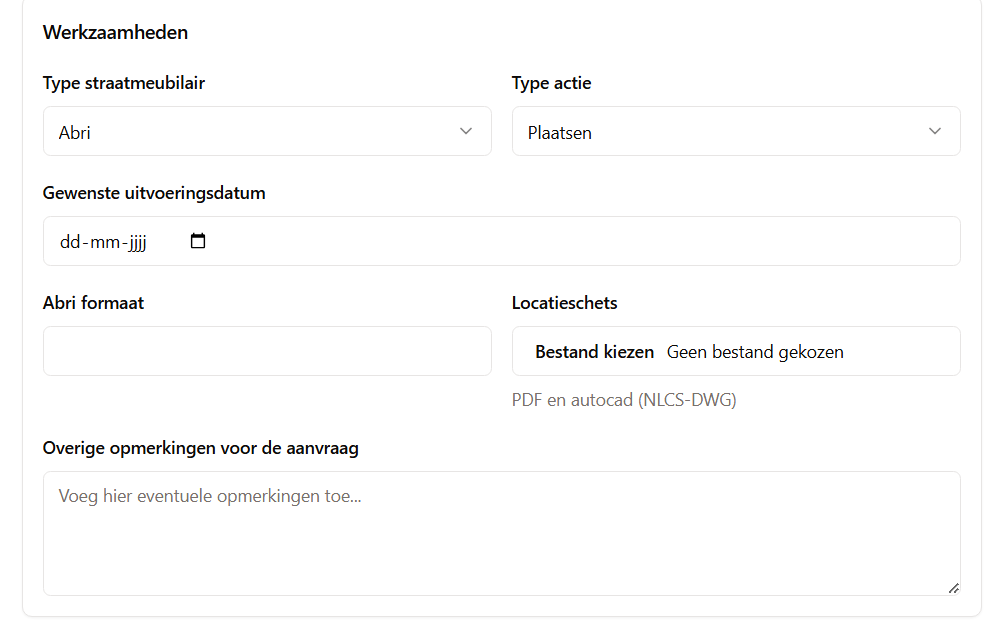 Werkzaamheden
Type straatmeubilair
Type actie
Abri
Plaatsen
Gewenste uitvoeringsdatum
dd-mm-jjjj
Abri formaat
Locatieschets
Bestand kiezen Geen bestand gekozen
PDF en autocad (NLCS-DWG)
Overige opmerkingen voor de aanvraag
Voeg hier eventuele opmerkingen toe...